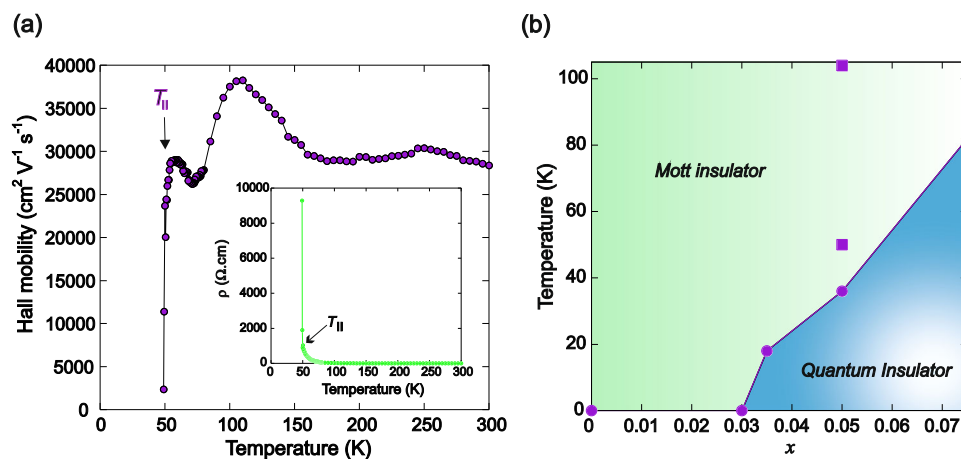 (a)
Hall mobility (cm² V⁻¹ s⁻¹)
40000
35000
30000
25000
20000
15000
10000
5000
0
T_II
ρ (Ω.cm)
10000
8000
6000
4000
2000
0
T_II
0 50 100 150 200 250 300
Temperature (K)
0 50 100 150 200 250 300
Temperature (K)
(b)
Temperature (K)
100
80
60
40
20
0
Mott insulator
Quantum Insulator
0 0.01 0.02 0.03 0.04 0.05 0.06 0.07
x